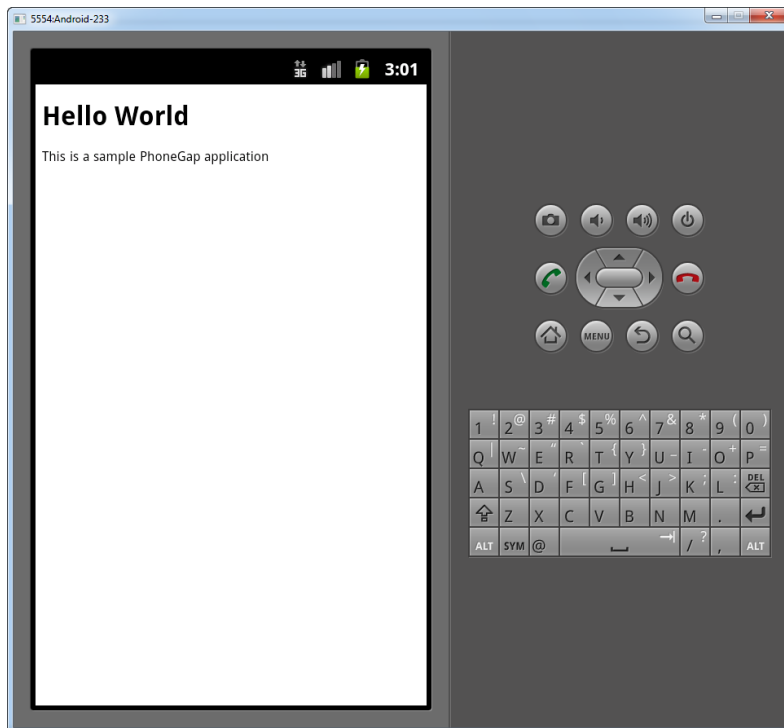 5554:Android-233
3G 3:01
Hello World
This is a sample PhoneGap application
MENU
1 ! 2 @ 3 # 4 $ 5 % 6 ^ 7 & 8 * 9 ( 0 )
Q | W ~ E “ R ` T { Y } U _ I - O + P =
A S \ D ‘ F [ G ] H < J > K ; L : DEL
Z X C V B N M .
ALT SYM @ / ? , ALT